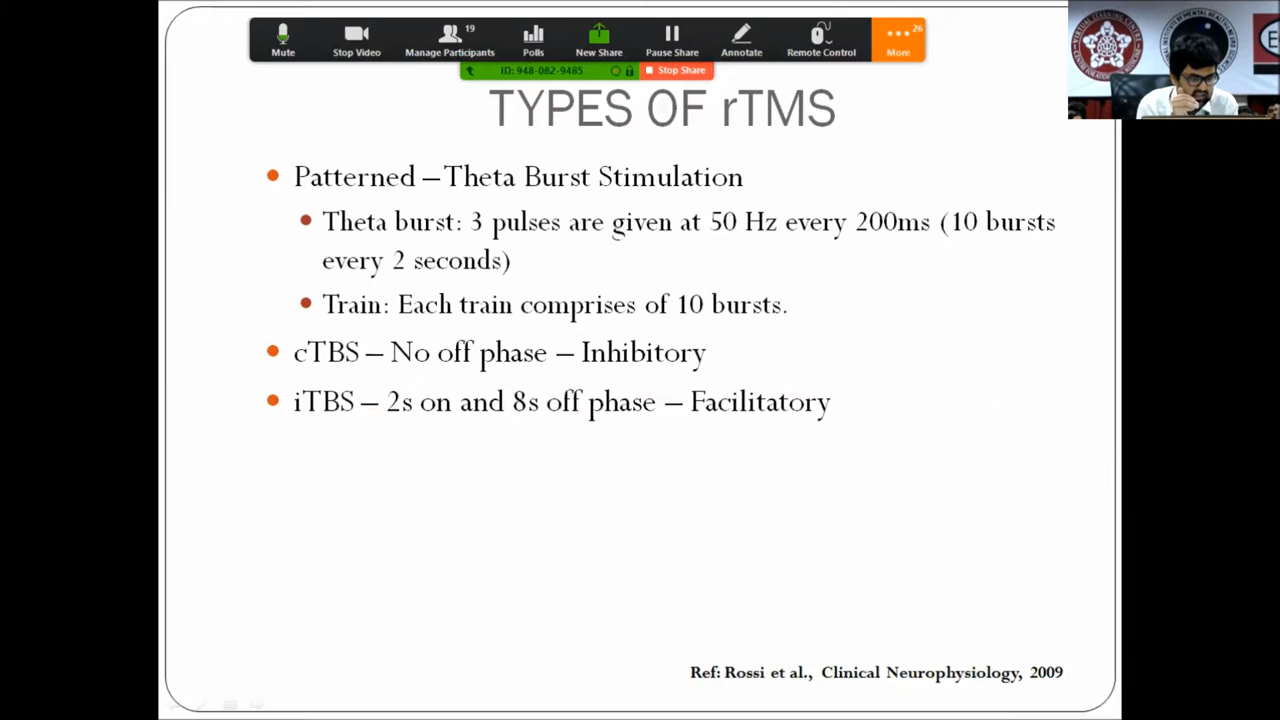 19
26
Mute
Stop Video
Manage Participants
Polls
New Share
Pause Share
Annotate
Remote Control
More
ID: 948-082-9485
Stop Share
TYPES OF rTMS
Patterned – Theta Burst Stimulation
Theta burst: 3 pulses are given at 50 Hz every 200ms (10 bursts
every 2 seconds)
Train: Each train comprises of 10 bursts.
cTBS – No off phase – Inhibitory
iTBS – 2s on and 8s off phase – Facilitatory
Ref: Rossi et al., Clinical Neurophysiology, 2009